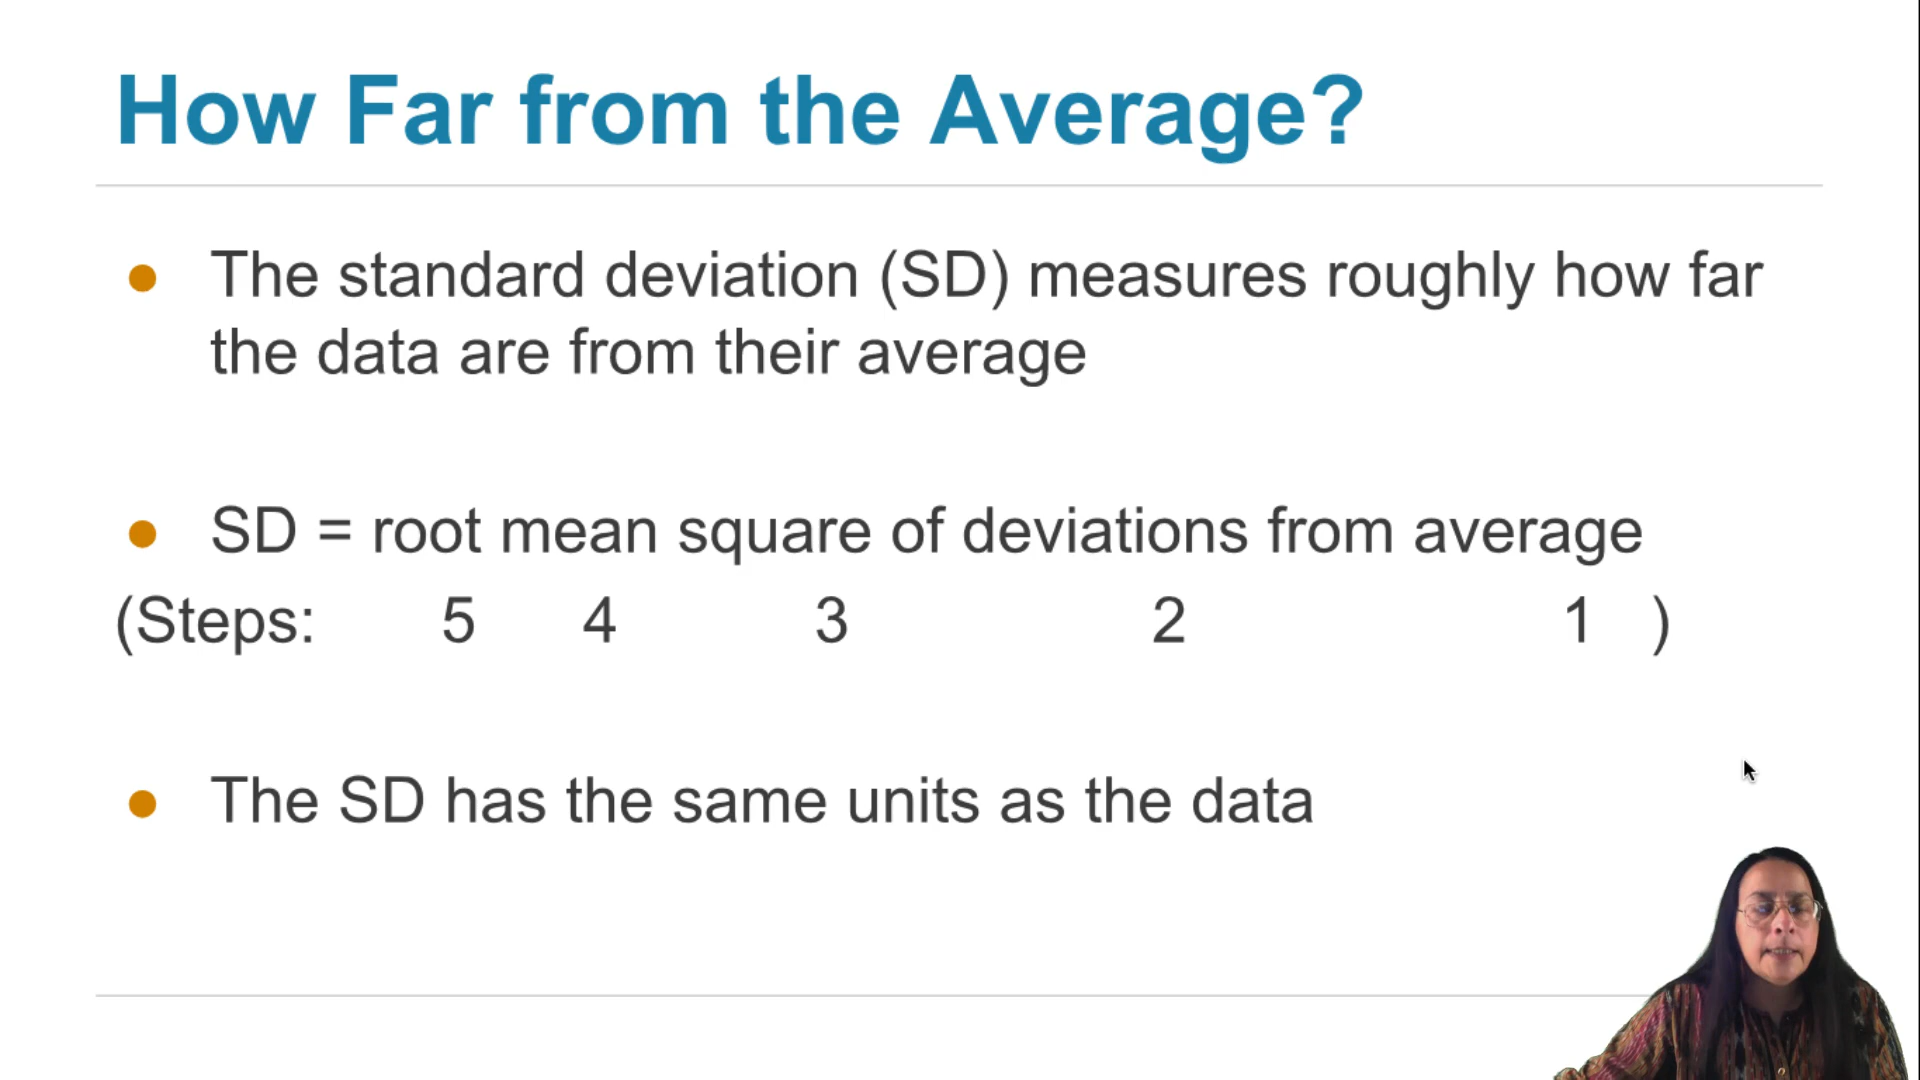 How Far from the Average?
● The standard deviation (SD) measures roughly how far
the data are from their average
● SD = root mean square of deviations from average
(Steps: 5 4 3 2 1 )
● The SD has the same units as the data